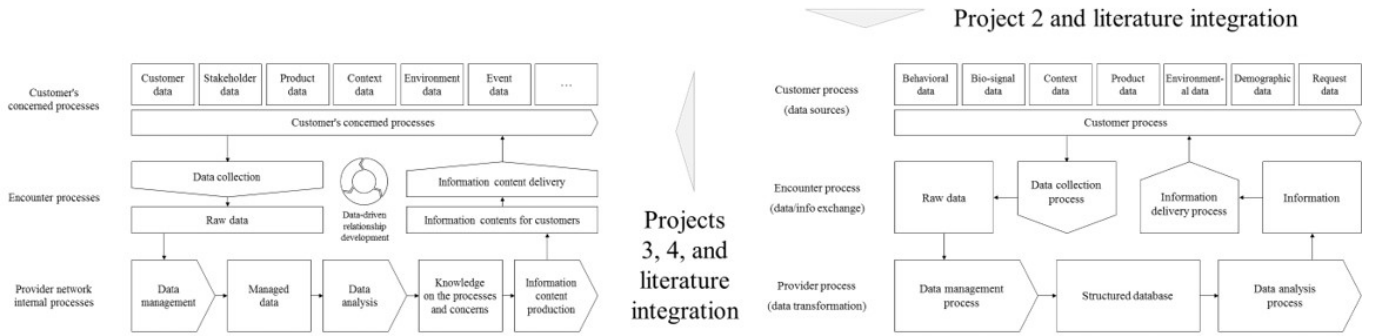 Project 2 and literature integration
Customer's
concerned processes
Customer
data
Stakeholder
data
Product
data
Context
data
Environment
data
Event
data
...
Customer's concerned processes
Encounter processes
Data collection
Raw data
Data-driven
relationship
development
Information content delivery
Information contents for customers
Provider network
internal processes
Data
management
Managed
data
Data
analysis
Knowledge
on the processes
and concerns
Information
content
production
Projects
3, 4, and
literature
integration
Customer process
(data sources)
Behavioral
data
Bio-signal
data
Context
data
Product
data
Environment-
al data
Demographic
data
Request
data
Customer process
Encounter process
(data/info exchange)
Raw data
Data collection
process
Information
delivery process
Information
Provider process
(data transformation)
Data management
process
Structured database
Data analysis
process